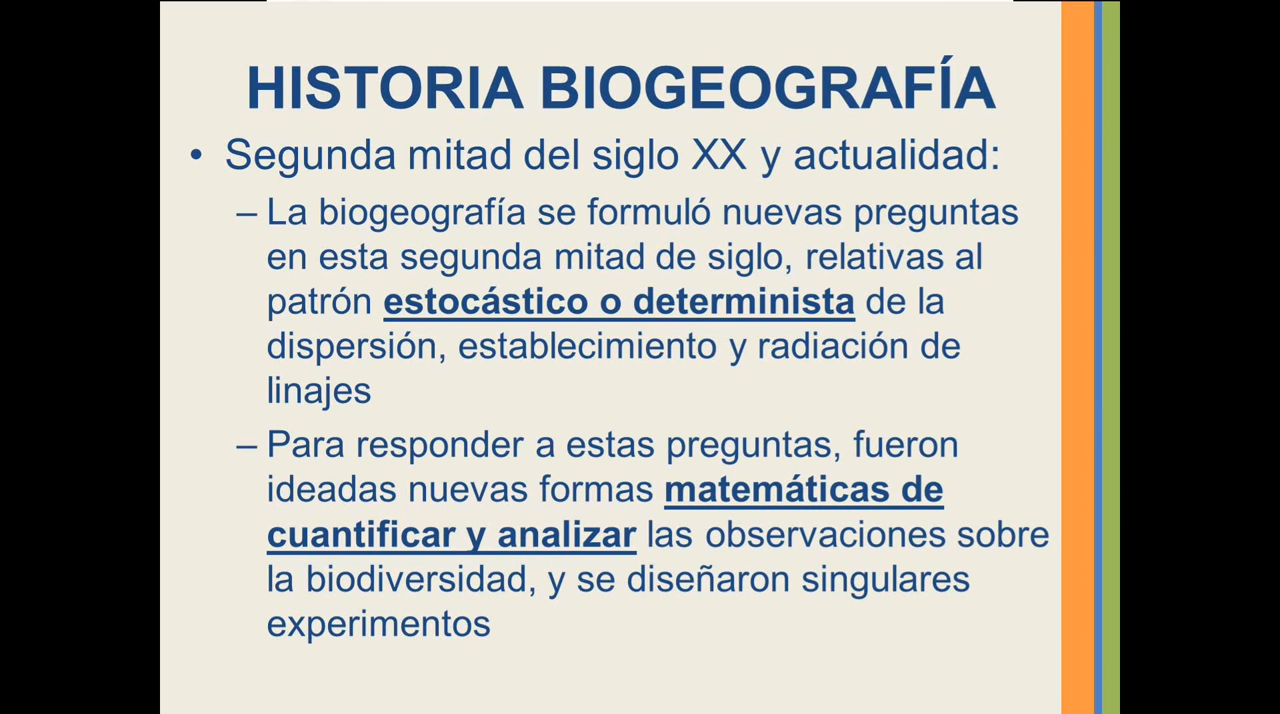 HISTORIA BIOGEOGRAFÍA
• Segunda mitad del siglo XX y actualidad:
– La biogeografía se formuló nuevas preguntas
en esta segunda mitad de siglo, relativas al
patrón estocástico o determinista de la
dispersión, establecimiento y radiación de
linajes
– Para responder a estas preguntas, fueron
ideadas nuevas formas matemáticas de
cuantificar y analizar las observaciones sobre
la biodiversidad, y se diseñaron singulares
experimentos